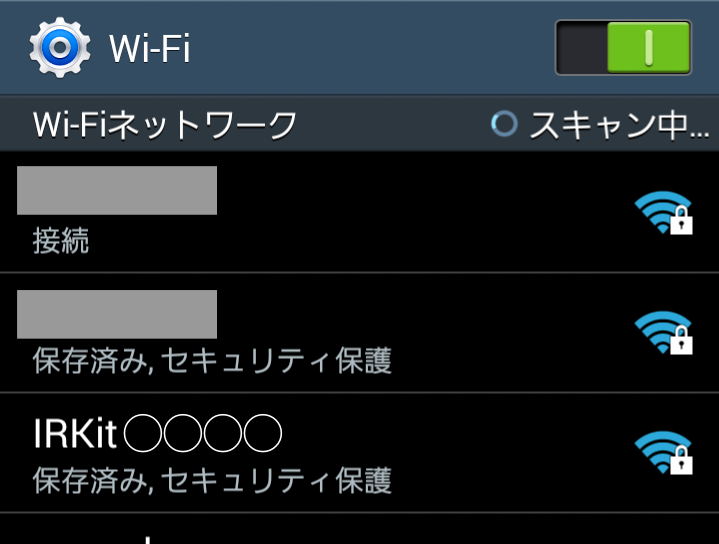 Wi-Fi
Wi-Fiネットワーク スキャン中...
接続
保存済み, セキュリティ保護
IRKit◯◯◯◯
保存済み, セキュリティ保護